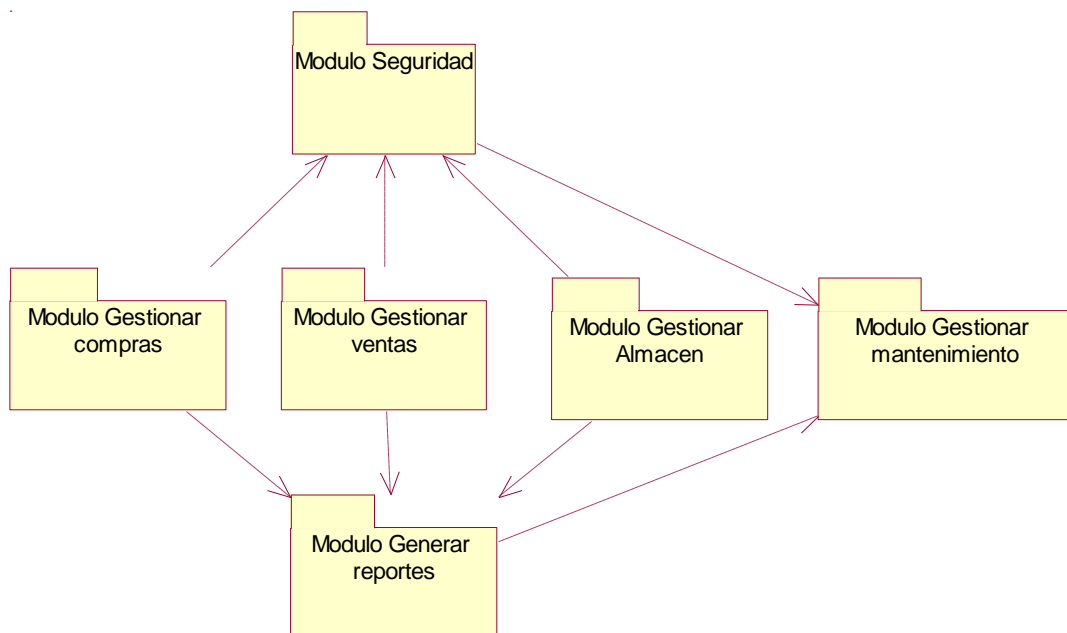 Modulo Seguridad
Modulo Gestionar
compras
Modulo Gestionar
ventas
Modulo Gestionar
Almacen
Modulo Gestionar
mantenimiento
Modulo Generar
reportes